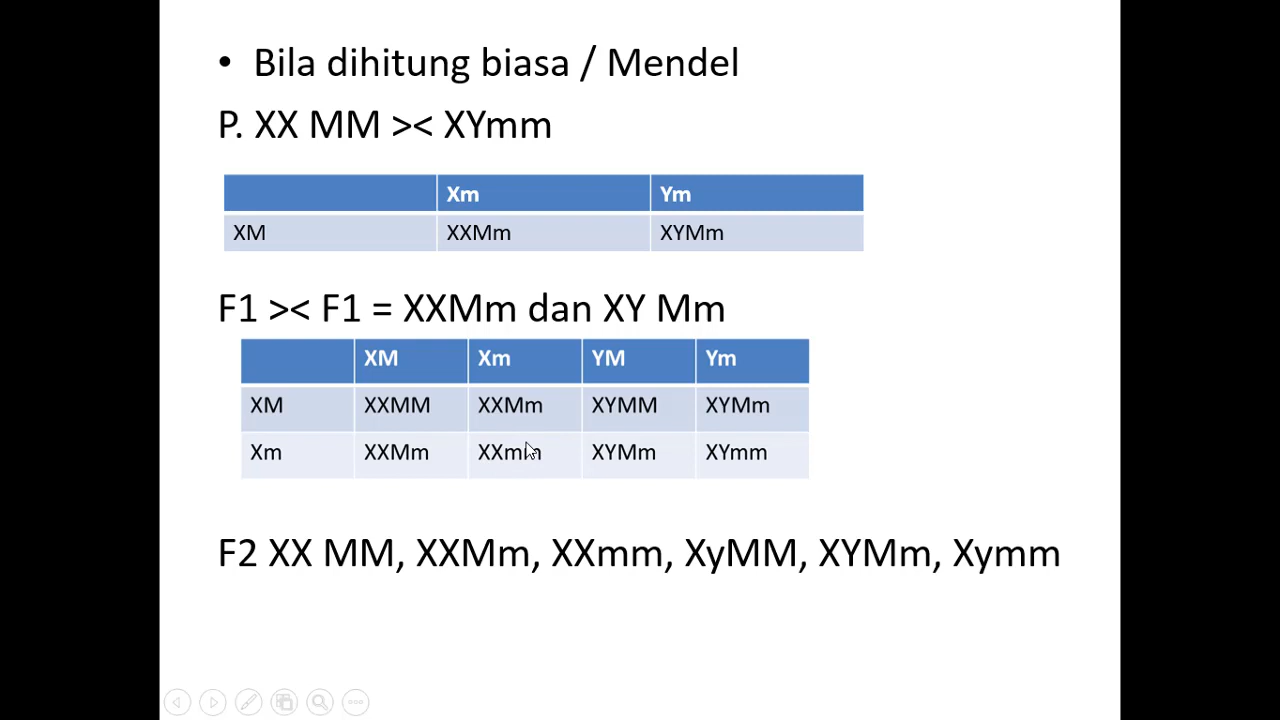 • Bila dihitung biasa / Mendel
P. XX MM >< XYmm
Xm Ym
XM XXMm XYMm
F1 >< F1 = XXMm dan XY Mm
XM Xm YM Ym
XM XXMM XXMm XYMM XYMm
Xm XXMm XXmm XYMm XYmm
F2 XX MM, XXMm, XXmm, XyMM, XYMm, Xymm